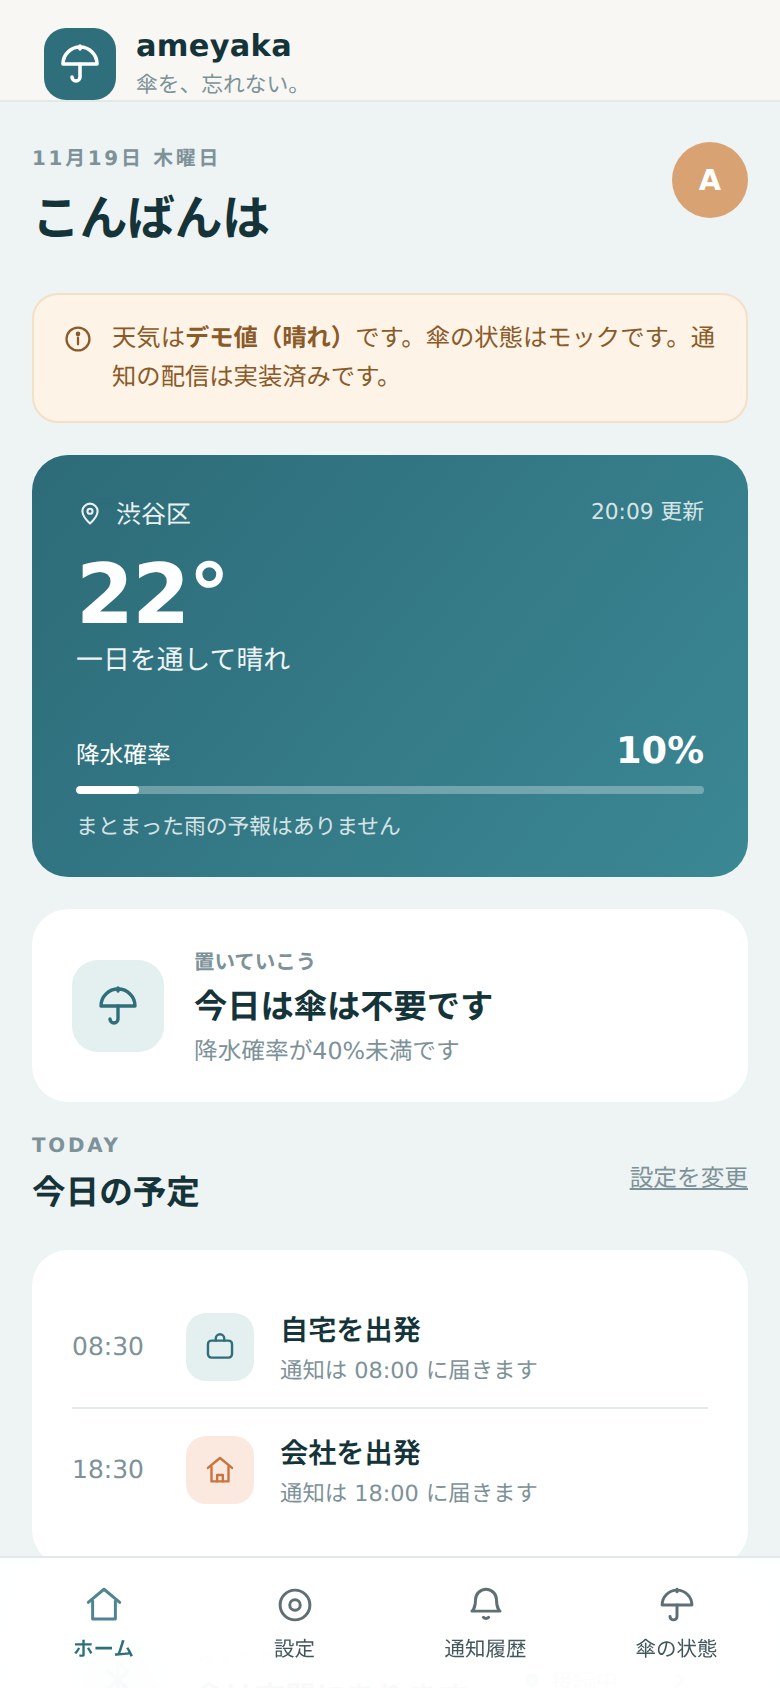 ameyaka
傘を、忘れない。
11月19日 木曜日
こんばんは
A
天気はデモ値（晴れ）です。傘の状態はモックです。通
知の配信は実装済みです。
渋谷区
20:09 更新
22°
一日を通して晴れ
降水確率
10%
まとまった雨の予報はありません
置いていこう
今日は傘は不要です
降水確率が40%未満です
TODAY
今日の予定
設定を変更
08:30
自宅を出発
通知は 08:00 に届きます
18:30
会社を出発
通知は 18:00 に届きます
ホーム
設定
通知履歴
傘の状態